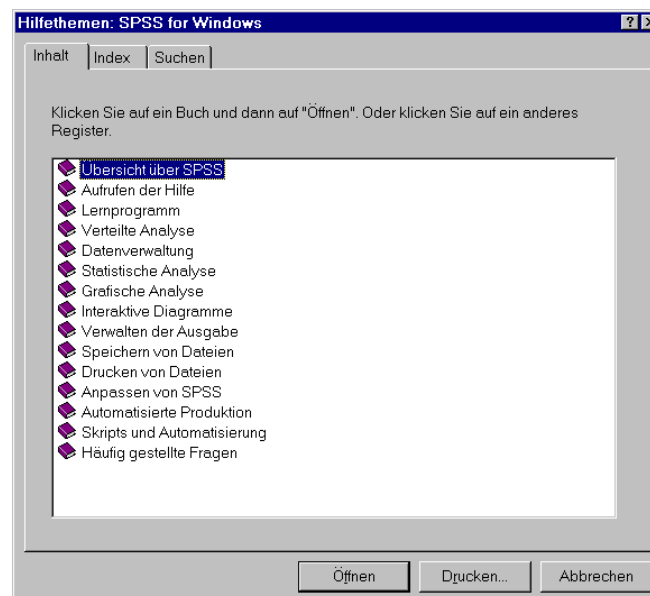 Hilfethemen: SPSS for Windows
Inhalt Index Suchen
Klicken Sie auf ein Buch und dann auf "Öffnen". Oder klicken Sie auf ein anderes
Register.
Übersicht über SPSS
Aufrufen der Hilfe
Lernprogramm
Verteilte Analyse
Datenverwaltung
Statistische Analyse
Grafische Analyse
Interaktive Diagramme
Verwalten der Ausgabe
Speichern von Dateien
Drucken von Dateien
Anpassen von SPSS
Automatisierte Produktion
Skripts und Automatisierung
Häufig gestellte Fragen
Öffnen Drucken... Abbrechen